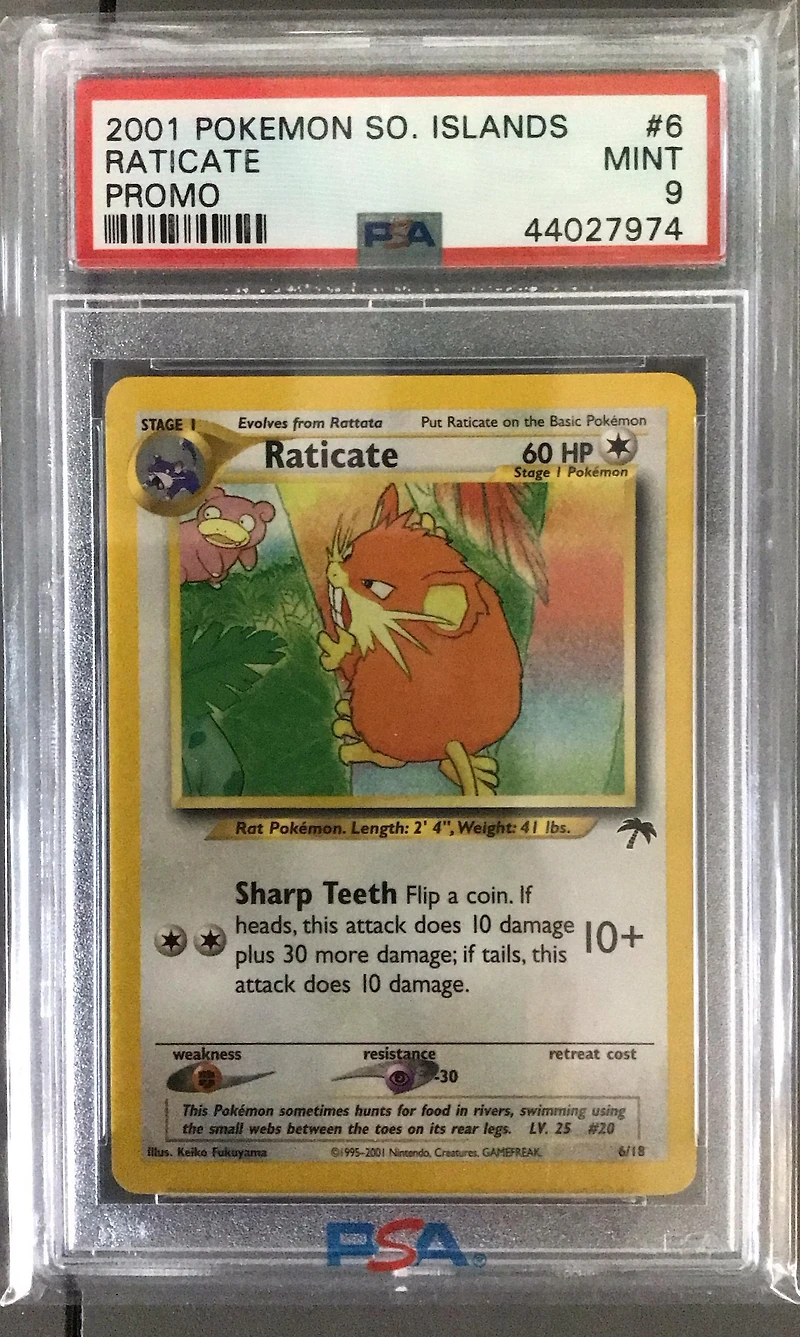 2001 POKEMON SO. ISLANDS #6
RATICATE MINT
PROMO 9
PSA 44027974
STAGE 1 Evolves from Rattata Put Raticate on the Basic Pokémon
Raticate 60 HP
Stage 1 Pokémon
Rat Pokémon. Length: 2' 4", Weight: 41 lbs.
Sharp Teeth Flip a coin. If
heads, this attack does 10 damage
plus 30 more damage; if tails, this
attack does 10 damage.
10+
weakness resistance retreat cost
-30
This Pokémon sometimes hunts for food in rivers, swimming using
the small webs between the toes on its rear legs. LV. 25 #20
Illus. Keiko Fukuyama ©1995-2001 Nintendo, Creatures, GAMEFREAK. 6/18
PSA®